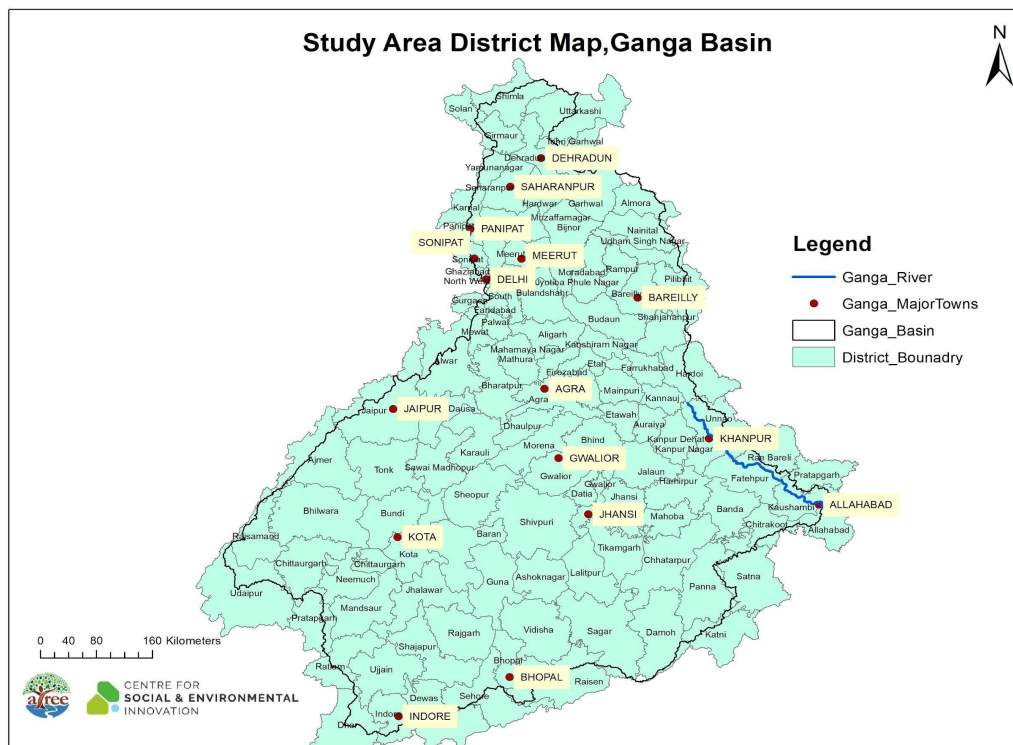 Study Area District Map,Ganga Basin
N
Shimla
Solan
Uttarkashi
Girmaur
Tehri Garhwal
Dehradun
DEHRADUN
Yamunanagar
Saharanpur
SAHARANPUR
Hardwar
Garhwal
Almora
Karnal
Muzaffarnagar
Bijnor
Panipat
PANIPAT
Nainital
SONIPAT
Udham Singh Nagar
Sonipat
Meerut
MEERUT
Rampur
Ghaziabad
Moradabad
Pilibhit
North West
DELHI
Jyotiba Phule Nagar
Bulandshahr
South
Bareilly
BAREILLY
Gurgaon
Faridabad
Shahjahanpur
Palwal
Budaun
Mewat
Aligarh
Kanshiram Nagar
Mahamaya Nagar
Mathura
Alwar
Etah
Farrukhabad
Firozabad
Hardoi
Bharatpur
AGRA
Mainpuri
Agra
Kannauj
Jaipur
JAIPUR
Dausa
Etawah
Unnao
Dhaulpur
Auraiya
Morena
Bhind
Kanpur Dehat
KHANPUR
Kanpur Nagar
Karauli
Ajmer
GWALIOR
Rae Bareli
Tonk
Sawai Madhopur
Gwalior
Jalaun
Fatehpur
Pratapgarh
Gwalior
Hamirpur
Sheopur
Datia
Jhansi
ALLAHABAD
Bhilwara
Bundi
JHANSI
Mahoba
Banda
Kaushambi
Shivpuri
Chitrakoot
Allahabad
Rajsamand
KOTA
Baran
Kota
Tikamgarh
Chittaurgarh
Chittaurgarh
Chhatarpur
Neemuch
Guna
Ashoknagar
Lalitpur
Satna
Udaipur
Jhalawar
Panna
Mandsaur
Pratapgarh
Rajgarh
Vidisha
Sagar
Damoh
Katni
Shajapur
Ratlam
Ujjain
Bhopal
BHOPAL
Raisen
Dewas
Sehore
Indore
INDORE
Dhar
Legend
Ganga_River
Ganga_MajorTowns
Ganga_Basin
District_Bounadry
0 40 80 160 Kilometers
atree
CENTRE FOR
SOCIAL & ENVIRONMENTAL
INNOVATION